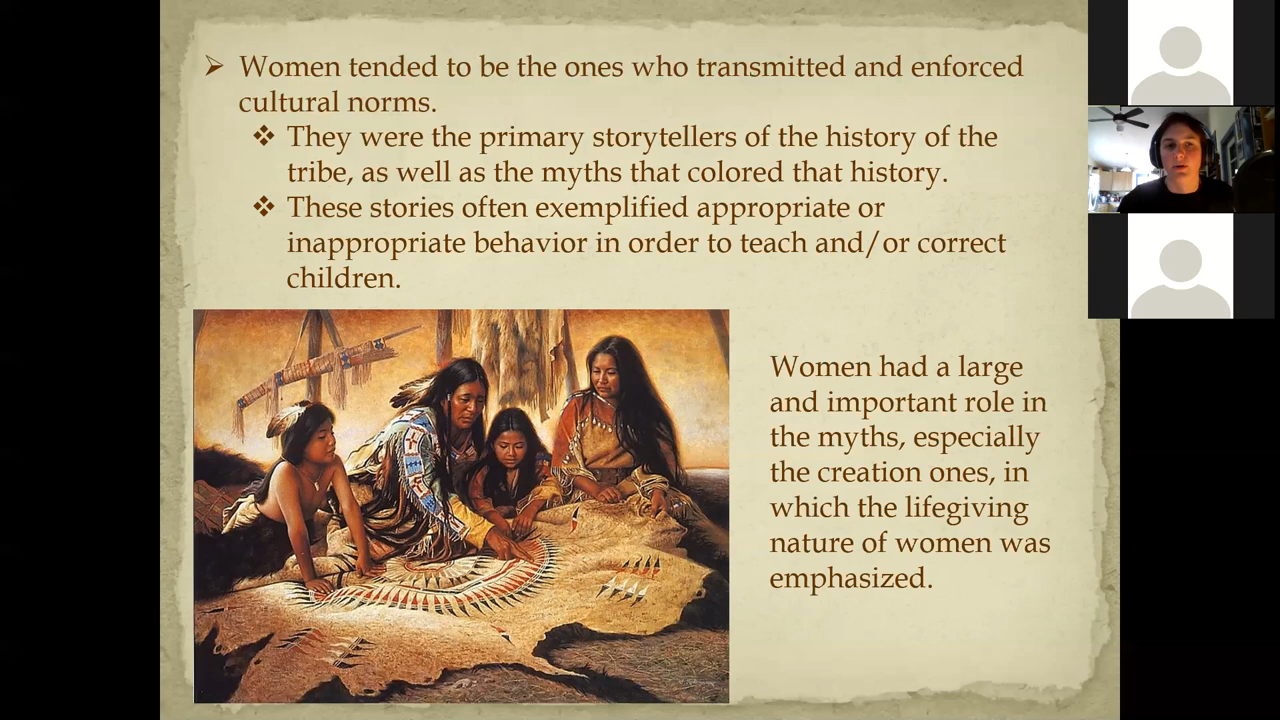 Women tended to be the ones who transmitted and enforced
cultural norms.
They were the primary storytellers of the history of the
tribe, as well as the myths that colored that history.
These stories often exemplified appropriate or
inappropriate behavior in order to teach and/or correct
children.
Women had a large
and important role in
the myths, especially
the creation ones, in
which the lifegiving
nature of women was
emphasized.